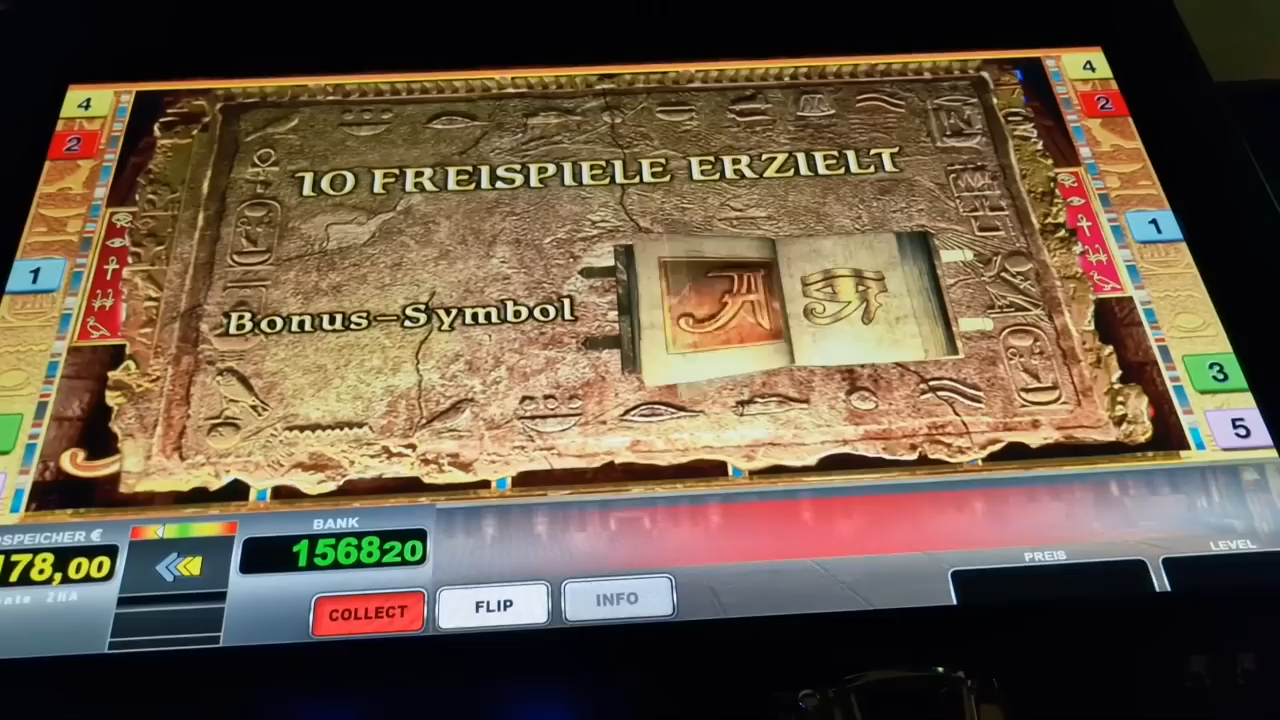 4
4
2
2
10 FREISPIELE ERZIELT
1
1
A
Bonus-Symbol
3
5
SPEICHER €
178,00
BANK
156820
COLLECT
FLIP
INFO
PREIS
LEVEL